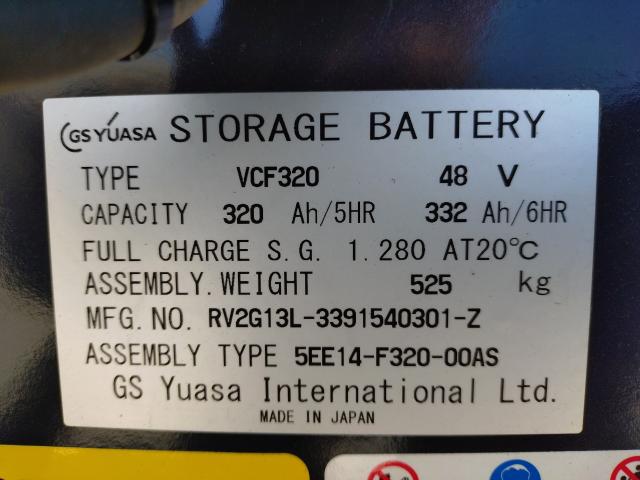 GS YUASA STORAGE BATTERY
TYPE VCF320 48 V
CAPACITY 320 Ah/5HR 332 Ah/6HR
FULL CHARGE S.G. 1.280 AT20℃
ASSEMBLY.WEIGHT 525 kg
MFG.NO. RV2G13L-3391540301-Z
ASSEMBLY TYPE 5EE14-F320-00AS
GS Yuasa International Ltd.
MADE IN JAPAN